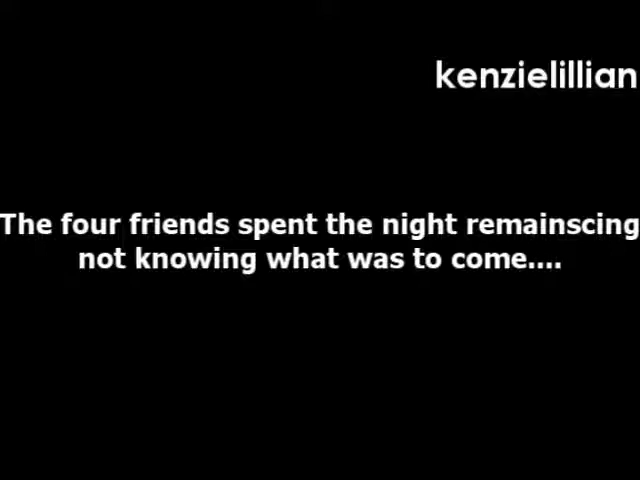 kenzielillian
The four friends spent the night remainscing
not knowing what was to come....